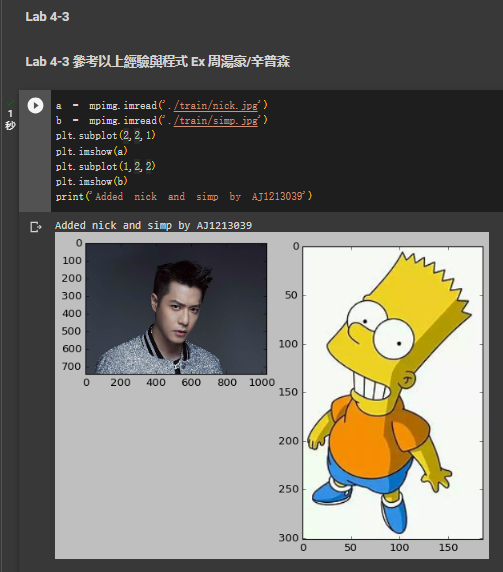 Lab 4-3
Lab 4-3 參考以上經驗與程式 Ex 周湯豪/辛普森
1
秒
a = mpimg.imread('./train/nick.jpg')
b = mpimg.imread('./train/simp.jpg')
plt.subplot(2,2,1)
plt.imshow(a)
plt.subplot(1,2,2)
plt.imshow(b)
print('Added nick and simp by AJ1213039')
Added nick and simp by AJ1213039
0
100
200
300
400
500
600
700
0 200 400 600 800 1000
0
50
100
150
200
250
300
0 50 100 150